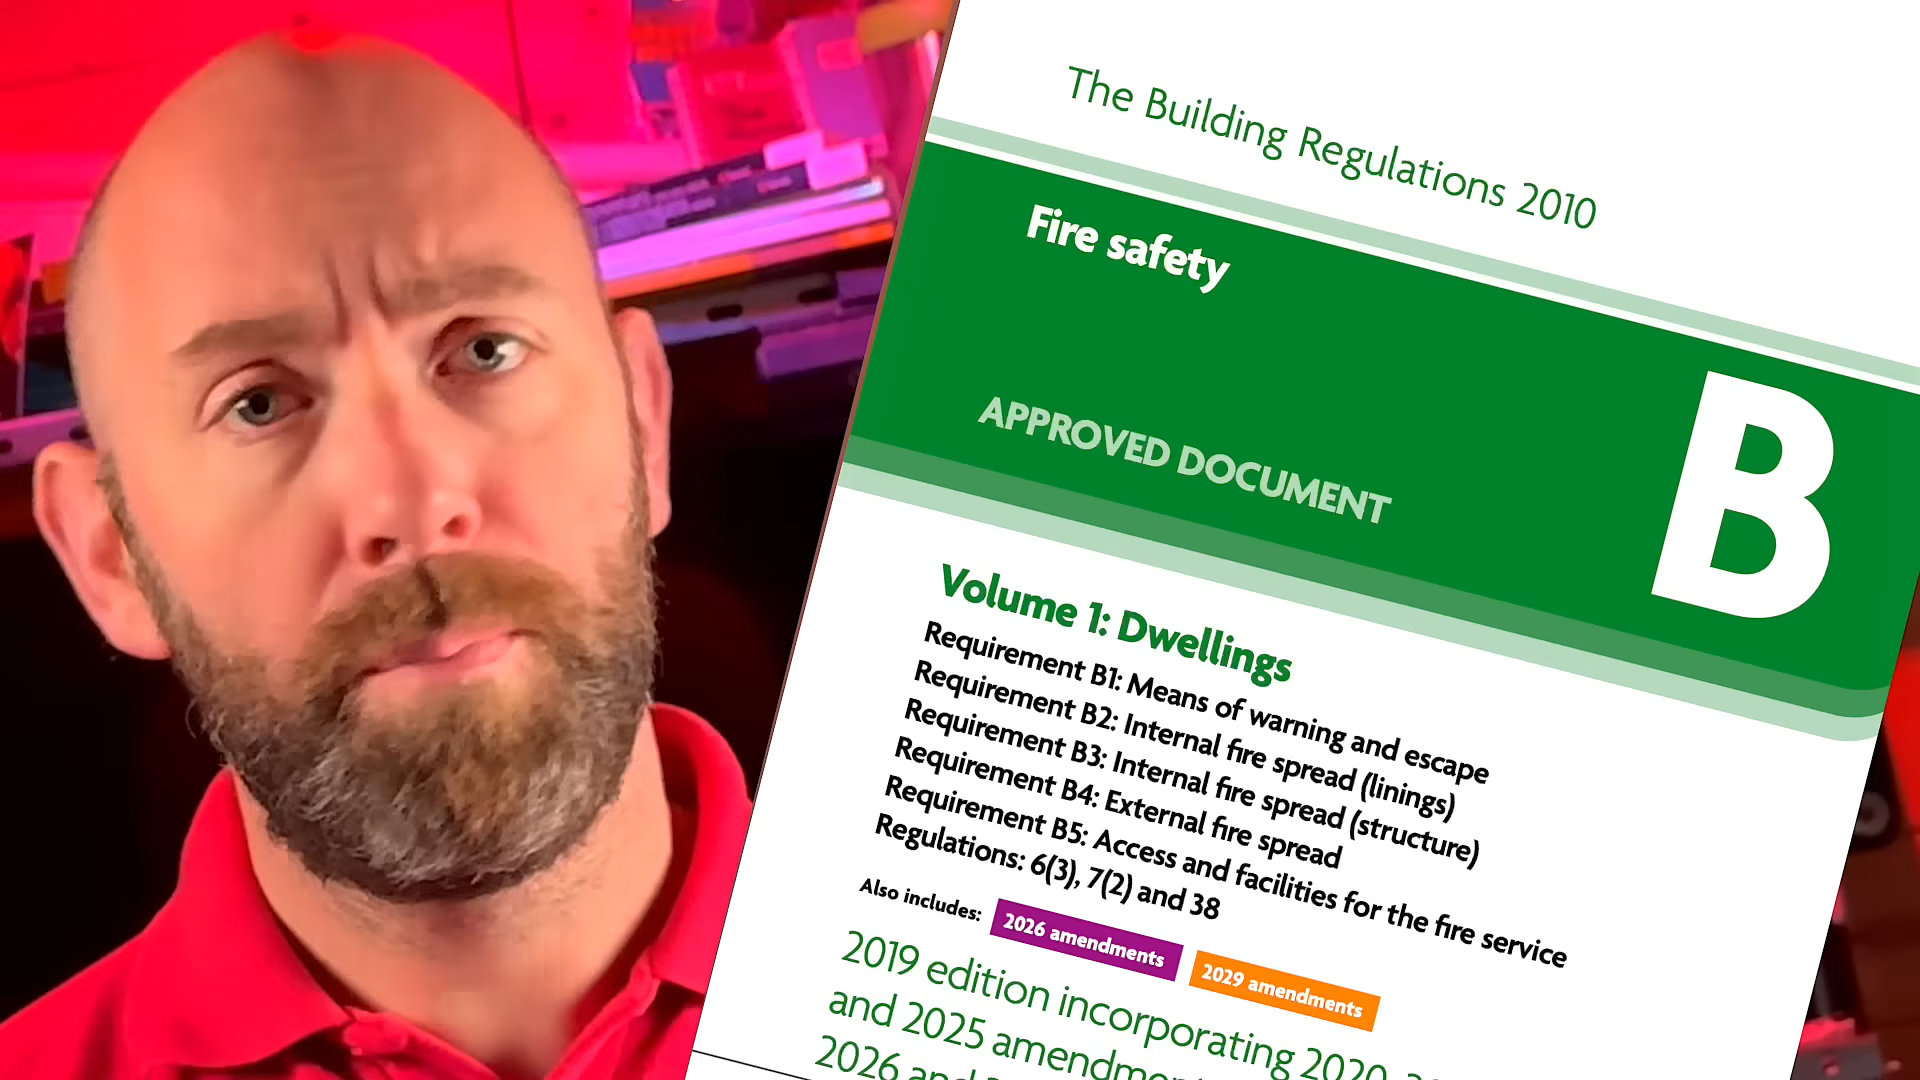 The Building Regulations 2010
Fire safety
APPROVED DOCUMENT
B
Volume 1: Dwellings
Requirement B1: Means of warning and escape
Requirement B2: Internal fire spread (linings)
Requirement B3: Internal fire spread (structure)
Requirement B4: External fire spread
Requirement B5: Access and facilities for the fire service
Regulations: 6(3), 7(2) and 38
Also includes: 2026 amendments 2029 amendments
2019 edition incorporating 2020,
and 2025
2026 and